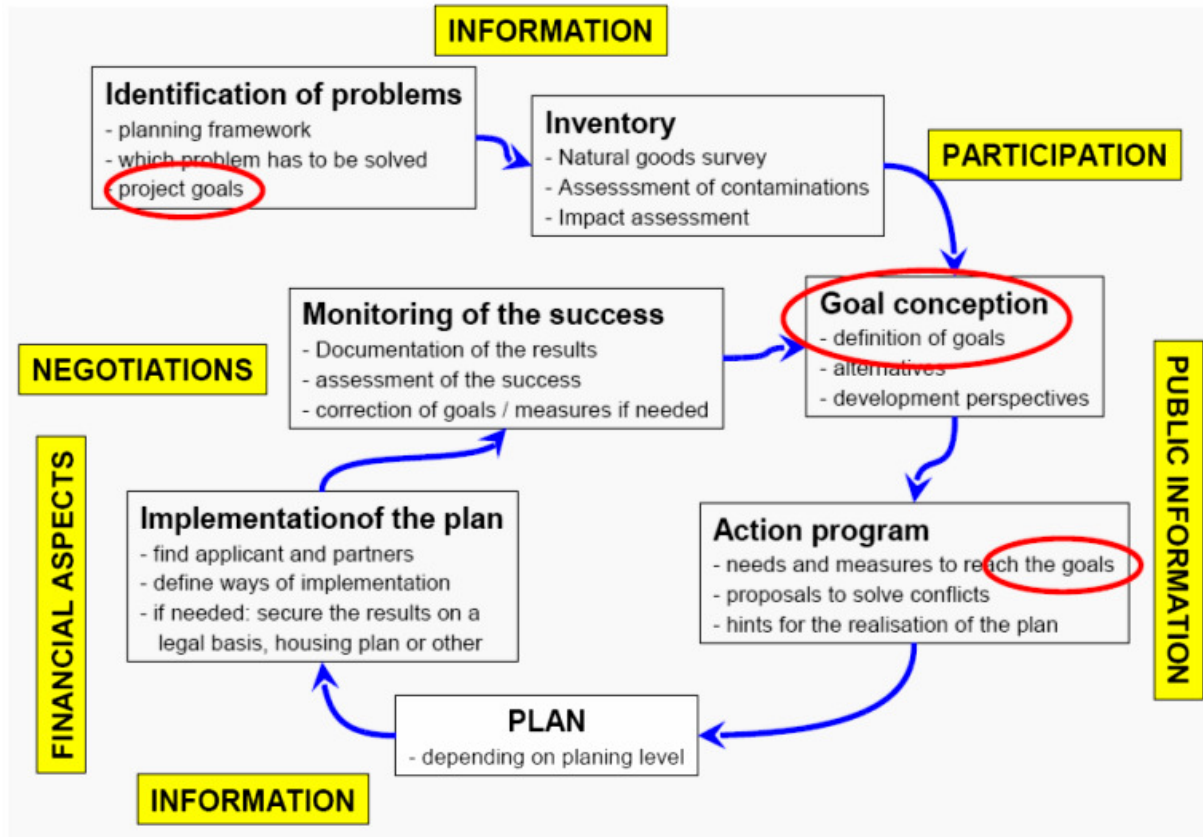 INFORMATION
Identification of problems
- planning framework
- which problem has to be solved
- project goals
Inventory
- Natural goods survey
- Assesssment of contaminations
- Impact assessment
PARTICIPATION
Goal conception
- definition of goals
- alternatives
- development perspectives
Monitoring of the success
- Documentation of the results
- assessment of the success
- correction of goals / measures if needed
NEGOTIATIONS
PUBLIC INFORMATION
FINANCIAL ASPECTS
Implementationof the plan
- find applicant and partners
- define ways of implementation
- if needed: secure the results on a
legal basis, housing plan or other
Action program
- needs and measures to reach the goals
- proposals to solve conflicts
- hints for the realisation of the plan
PLAN
- depending on planing level
INFORMATION